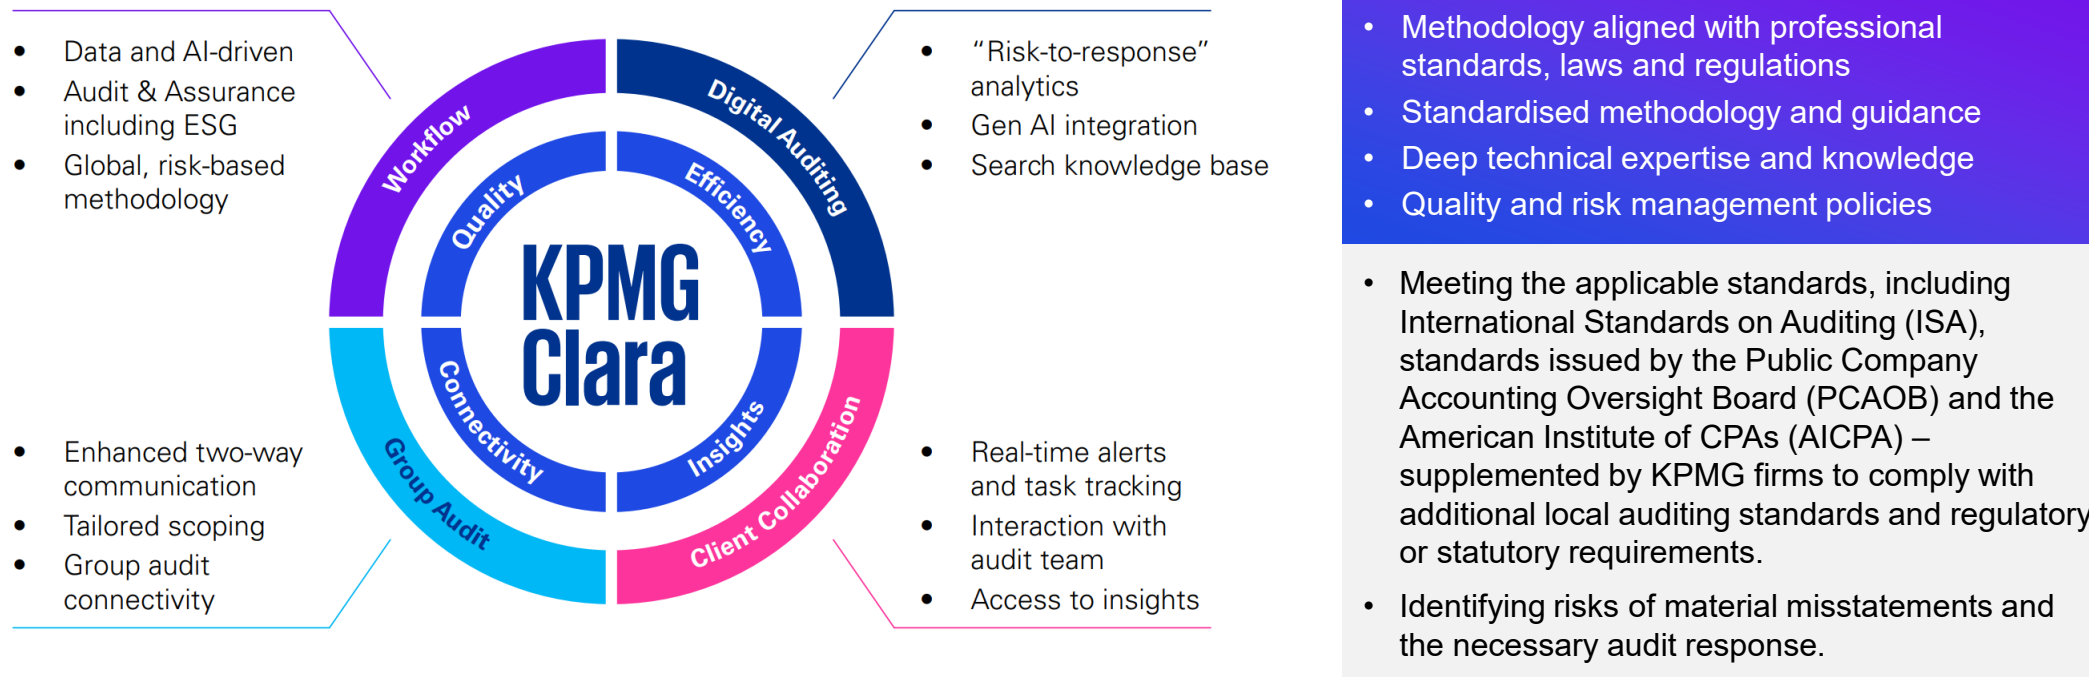 • Data and AI-driven
• Audit & Assurance
including ESG
• Global, risk-based
methodology
Workflow
Digital Auditing
• “Risk-to-response”
analytics
• Gen AI integration
• Search knowledge base
Quality
Efficiency
KPMG
Clara
Connectivity
Insights
Group Audit
Client Collaboration
• Enhanced two-way
communication
• Tailored scoping
• Group audit
connectivity
• Real-time alerts
and task tracking
• Interaction with
audit team
• Access to insights
• Methodology aligned with professional
standards, laws and regulations
• Standardised methodology and guidance
• Deep technical expertise and knowledge
• Quality and risk management policies
• Meeting the applicable standards, including
International Standards on Auditing (ISA),
standards issued by the Public Company
Accounting Oversight Board (PCAOB) and the
American Institute of CPAs (AICPA) –
supplemented by KPMG firms to comply with
additional local auditing standards and regulatory
or statutory requirements.
• Identifying risks of material misstatements and
the necessary audit response.